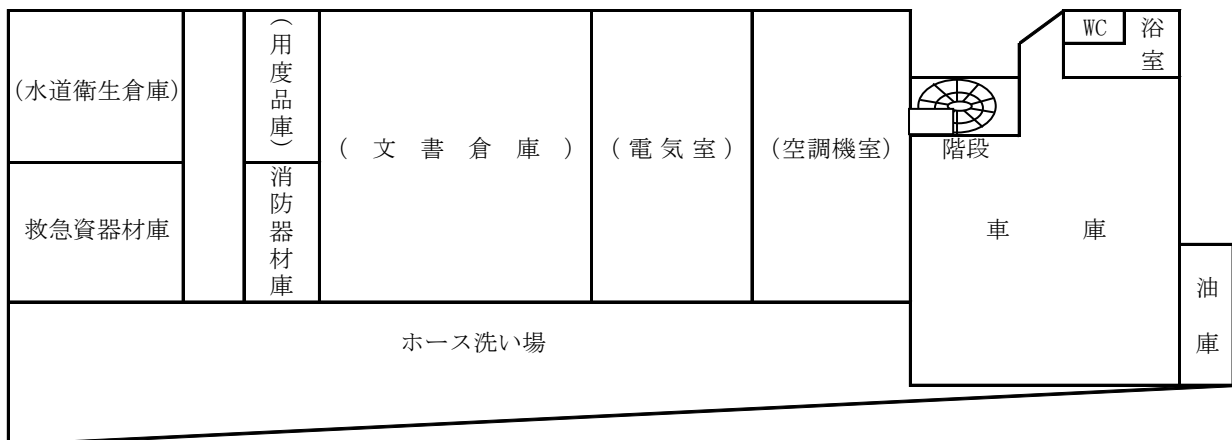 (水道衛生倉庫)
救急資器材庫
(用度品庫)
消防器材庫
( 文 書 倉 庫 )
( 電 気 室 )
(空調機室)
階段
WC
浴室
車 庫
油庫
ホース洗い場